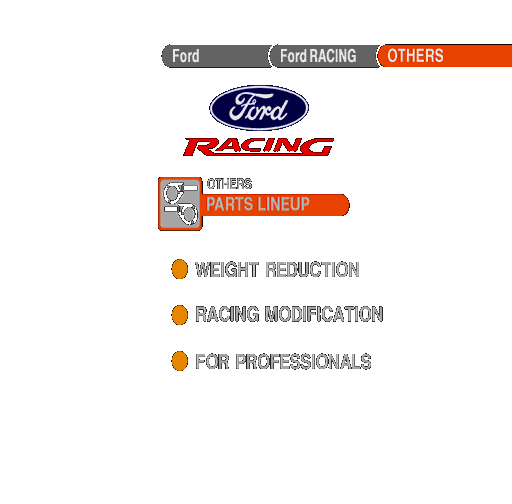 Ford Ford RACING OTHERS
Ford
RACING
OTHERS
PARTS LINEUP
WEIGHT REDUCTION
RACING MODIFICATION
FOR PROFESSIONALS